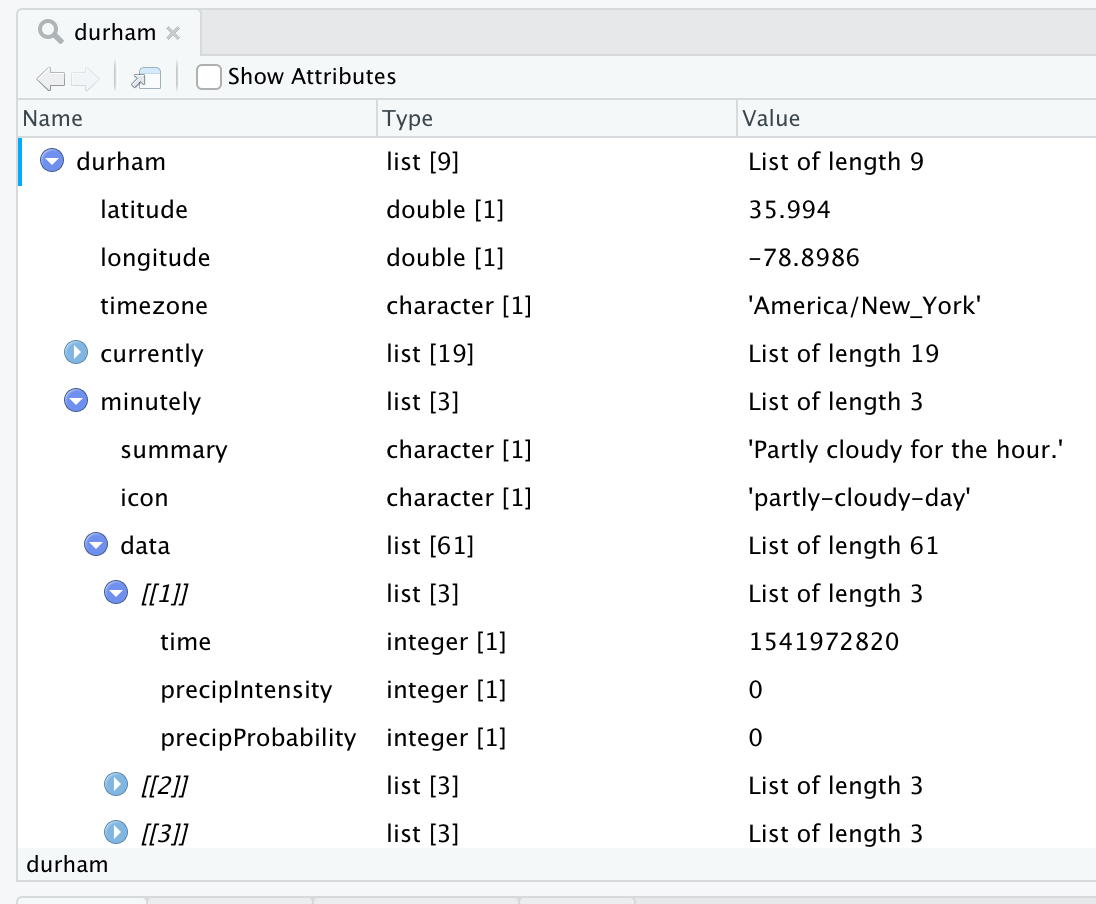 durham
Show Attributes
Name Type Value
durham list [9] List of length 9
latitude double [1] 35.994
longitude double [1] -78.8986
timezone character [1] 'America/New_York'
currently list [19] List of length 19
minutely list [3] List of length 3
summary character [1] 'Partly cloudy for the hour.'
icon character [1] 'partly-cloudy-day'
data list [61] List of length 61
[[1]] list [3] List of length 3
time integer [1] 1541972820
precipIntensity integer [1] 0
precipProbability integer [1] 0
[[2]] list [3] List of length 3
[[3]] list [3] List of length 3
durham